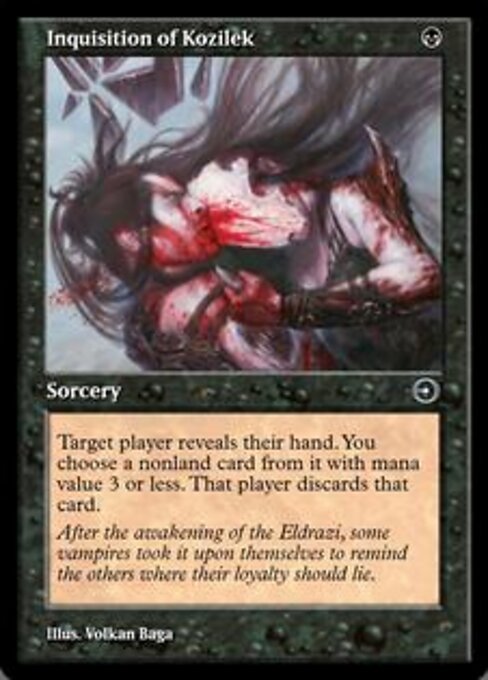 Inquisition of Kozilek
Sorcery
Target player reveals their hand. You
choose a nonland card from it with mana
value 3 or less. That player discards that
card.
After the awakening of the Eldrazi, some
vampires took it upon themselves to remind
the others where their loyalty should lie.
Illus. Volkan Baga